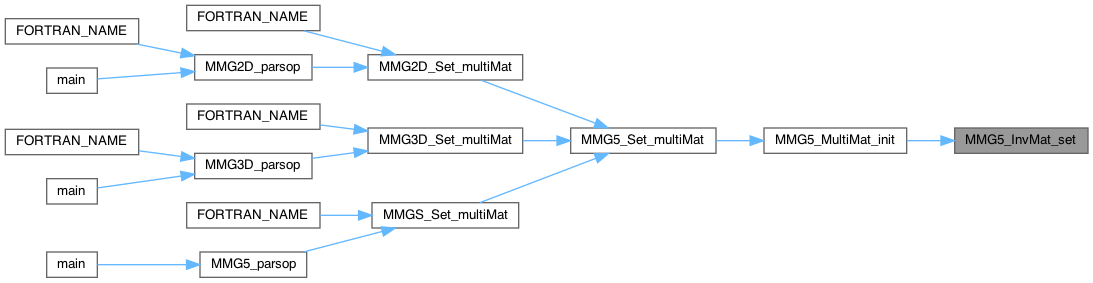 FORTRAN_NAME
FORTRAN_NAME
MMG2D_parsop
MMG2D_Set_multiMat
main
FORTRAN_NAME
FORTRAN_NAME
MMG3D_Set_multiMat
MMG5_Set_multiMat
MMG5_MultiMat_init
MMG5_InvMat_set
MMG3D_parsop
main
FORTRAN_NAME
MMGS_Set_multiMat
main
MMG5_parsop